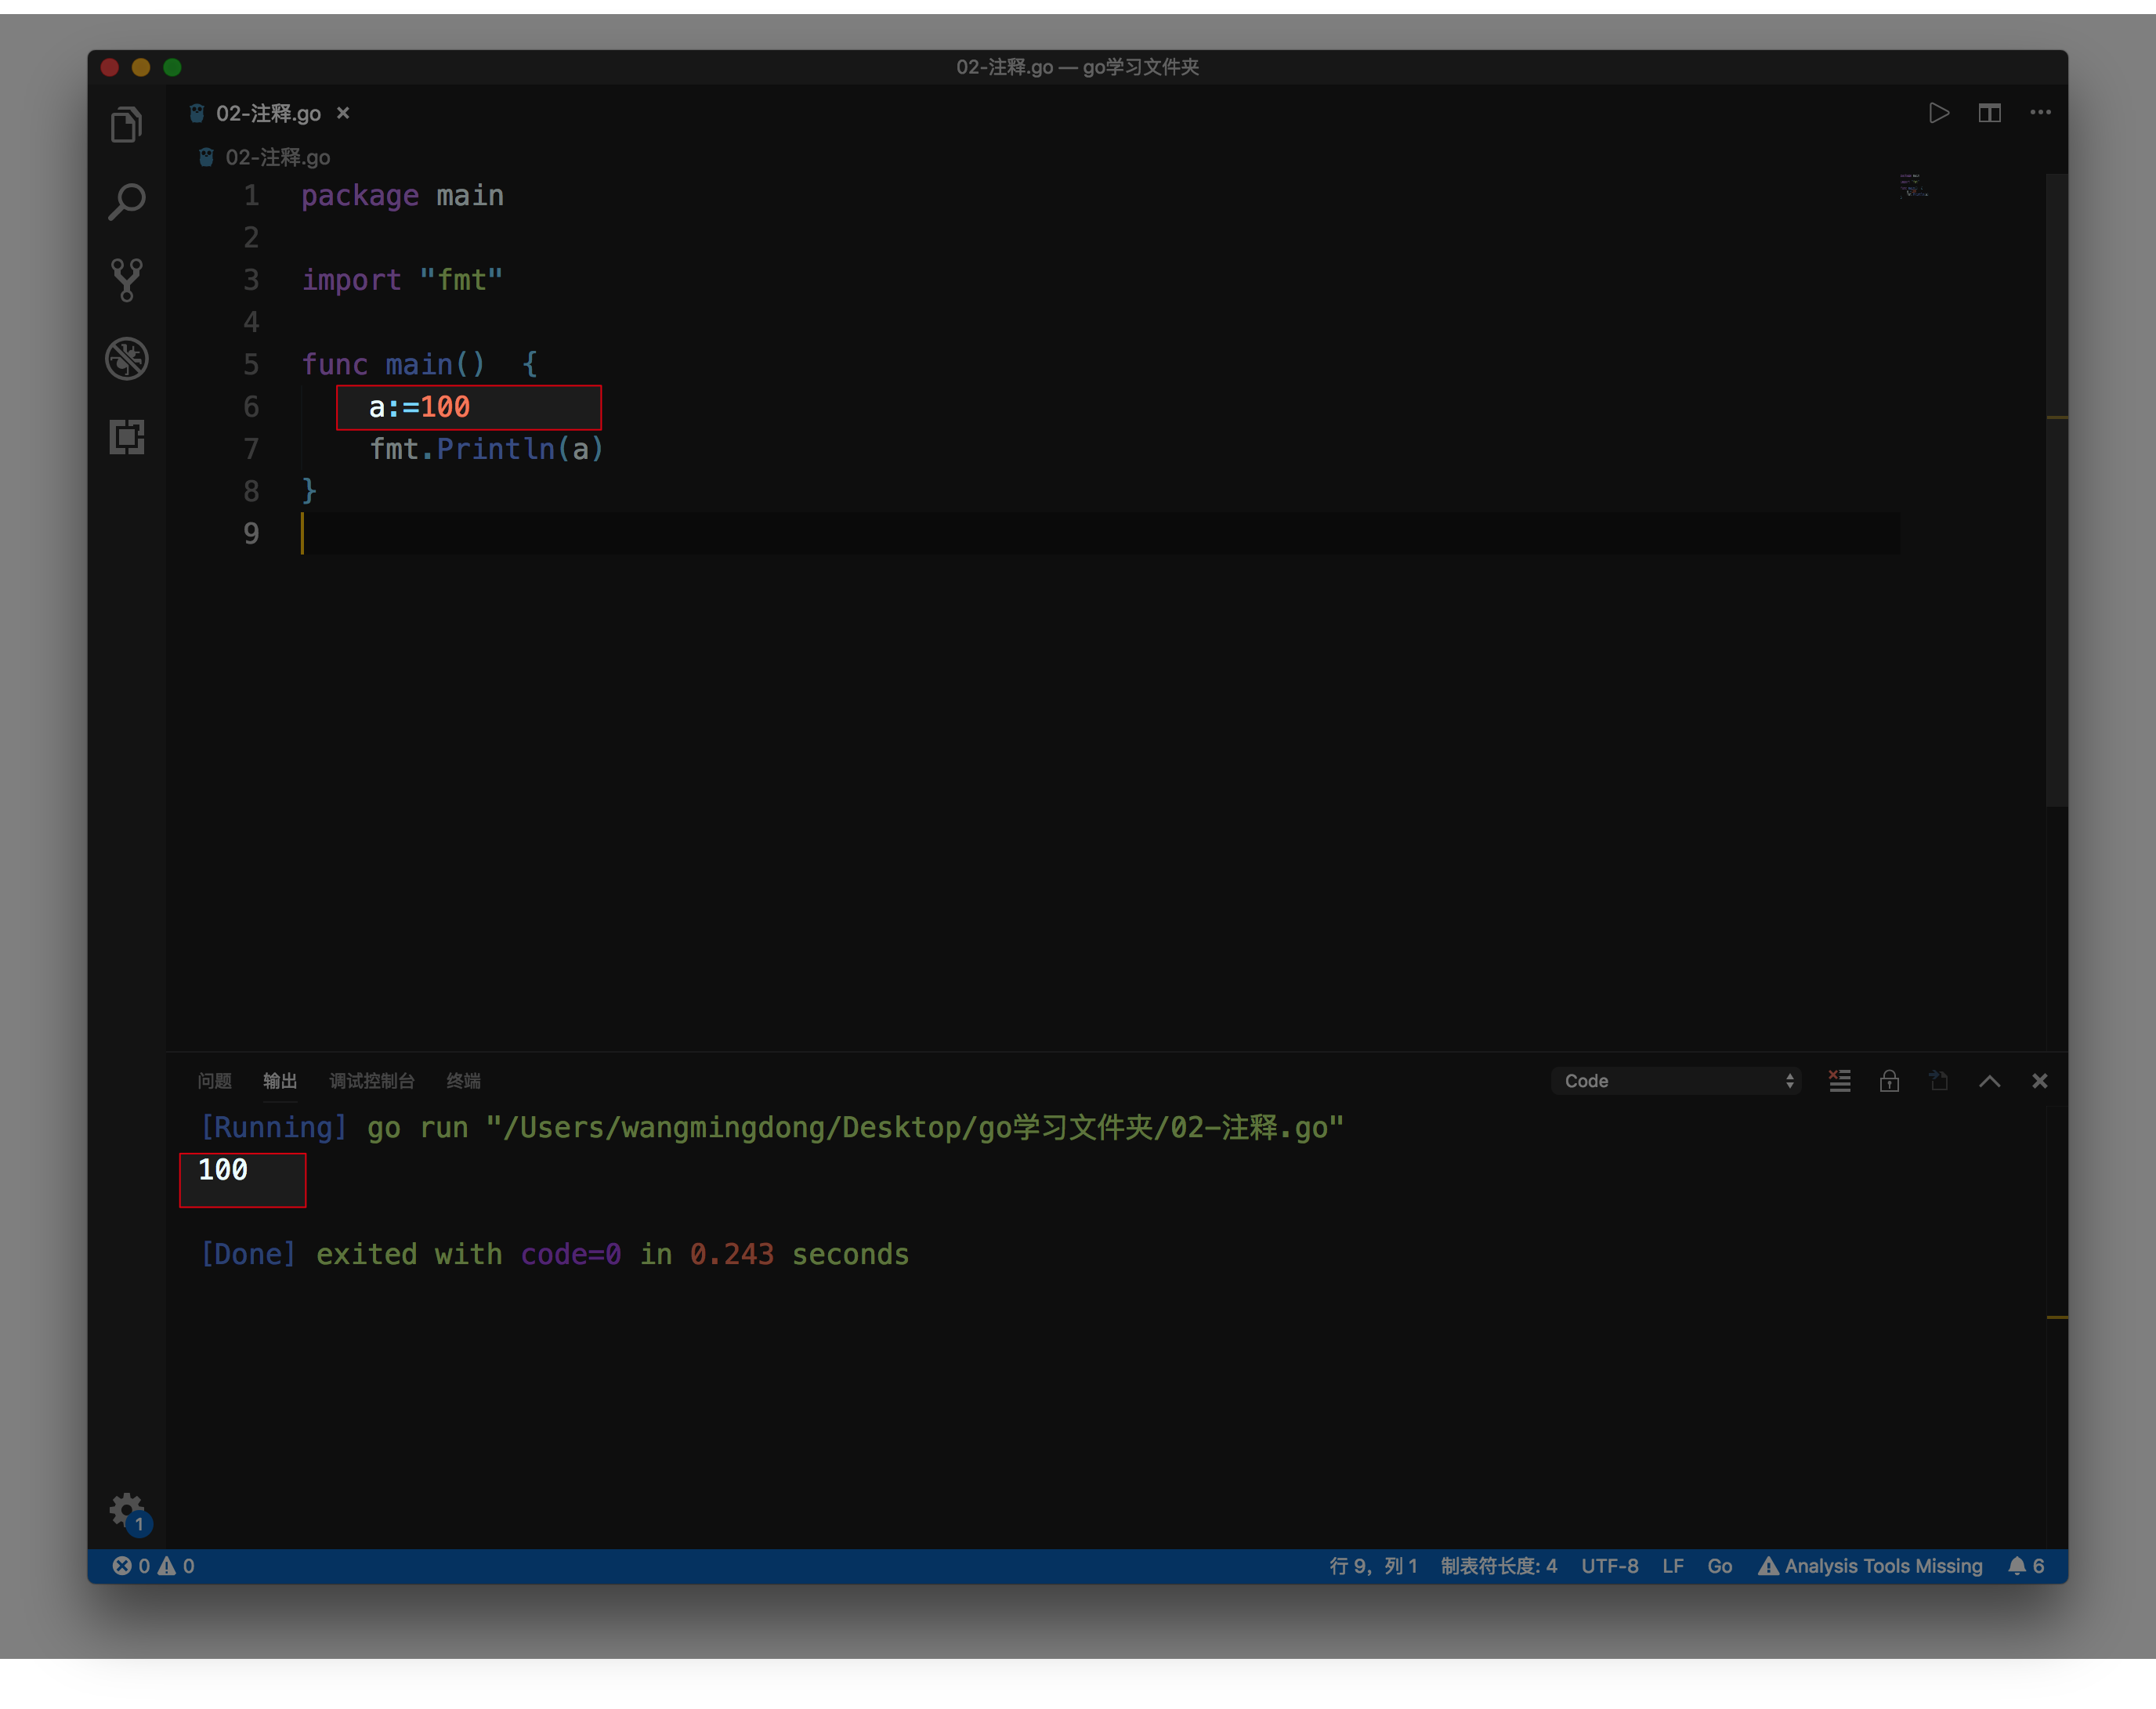 02-注释.go — go学习文件夹
02-注释.go ×
02-注释.go
1 package main
2
3 import "fmt"
4
5 func main()  {
6     a:=100
7     fmt.Println(a)
8 }
9
问题 输出 调试控制台 终端 Code
[Running] go run "/Users/wangmingdong/Desktop/go学习文件夹/02-注释.go"
100
[Done] exited with code=0 in 0.243 seconds
1
0 0 行 9，列 1 制表符长度: 4 UTF-8 LF Go Analysis Tools Missing 6